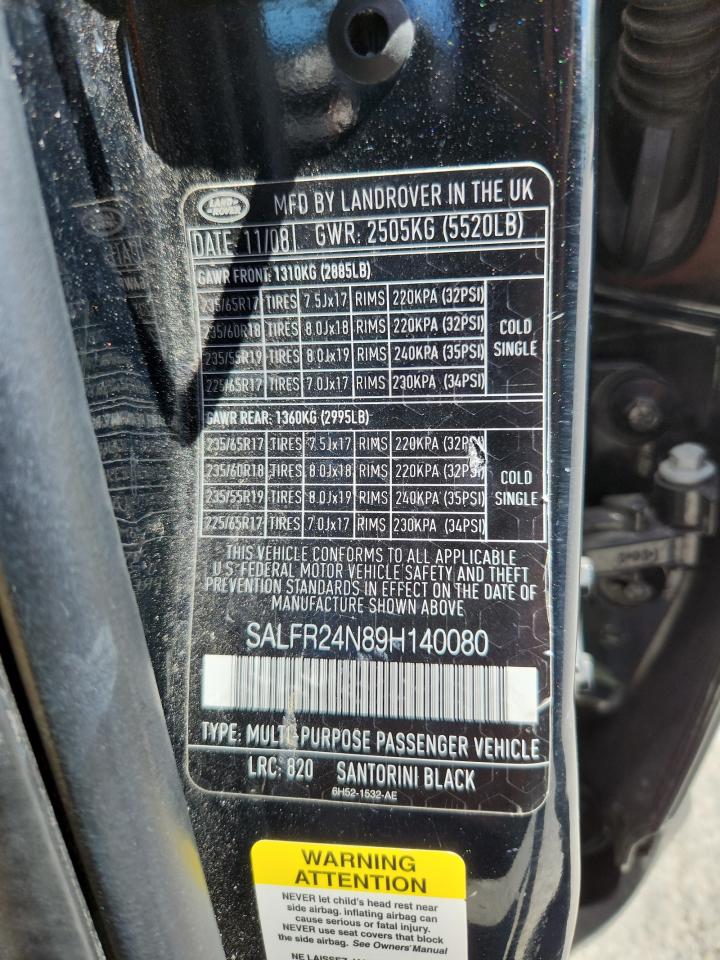 LAND ROVER MFD BY LANDROVER IN THE UK
DATE: 11/08 GWR: 2505KG (5520LB)
GAWR FRONT: 1310KG (2885LB)
235/65R17 TIRES 7.5Jx17 RIMS 220KPA (32PSI)
235/60R18 TIRES 8.0Jx18 RIMS 220KPA (32PSI)
235/55R19 TIRES 8.0Jx19 RIMS 240KPA (35PSI)
225/65R17 TIRES 7.0Jx17 RIMS 230KPA (34PSI)
COLD
SINGLE
GAWR REAR: 1360KG (2995LB)
235/65R17 TIRES 7.5Jx17 RIMS 220KPA (32PSI)
235/60R18 TIRES 8.0Jx18 RIMS 220KPA (32PSI)
235/55R19 TIRES 8.0Jx19 RIMS 240KPA (35PSI)
225/65R17 TIRES 7.0Jx17 RIMS 230KPA (34PSI)
COLD
SINGLE
THIS VEHICLE CONFORMS TO ALL APPLICABLE
U.S FEDERAL MOTOR VEHICLE SAFETY AND THEFT
PREVENTION STANDARDS IN EFFECT ON THE DATE OF
MANUFACTURE SHOWN ABOVE
SALFR24N89H140080
TYPE: MULTI-PURPOSE PASSENGER VEHICLE
LRC: 820 SANTORINI BLACK
6H52-1532-AE
WARNING
ATTENTION
NEVER let child's head rest near
side airbag. inflating airbag can
cause serious or fatal injury.
NEVER use seat covers that block
the side airbag. See Owners' Manual